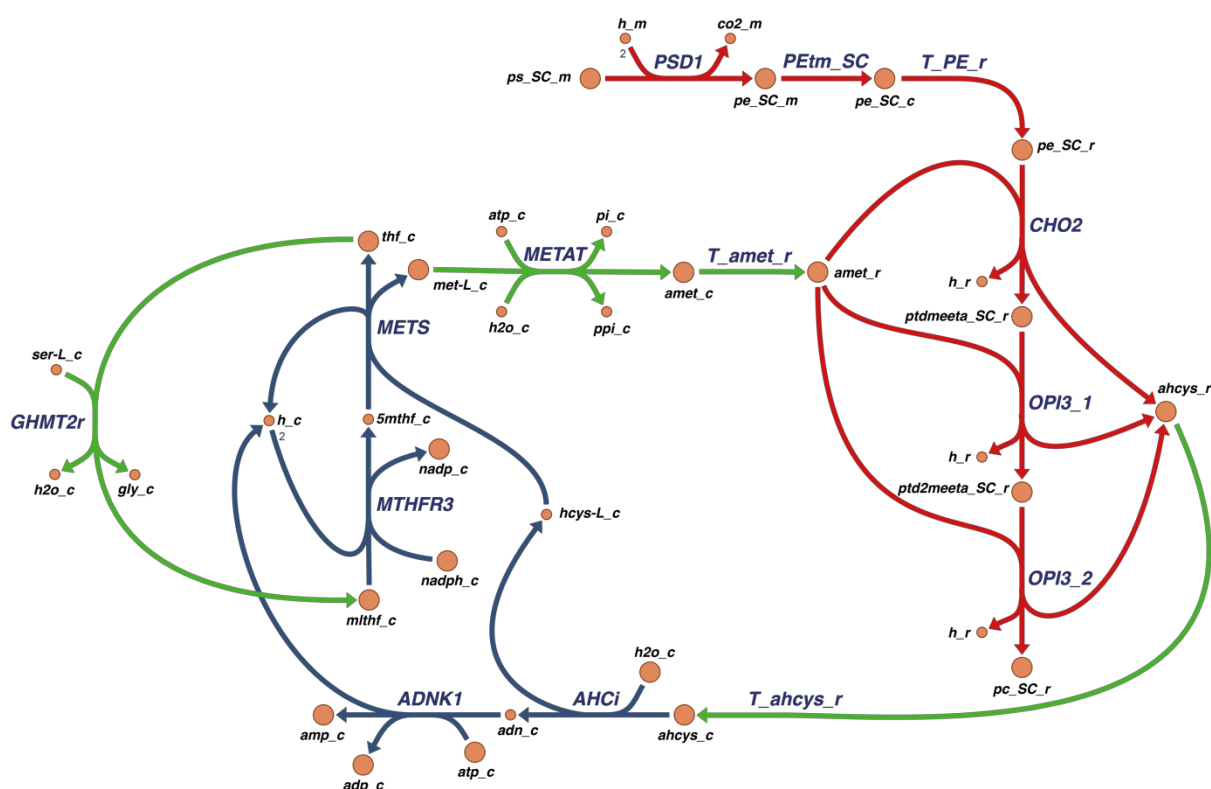 h_m
co2_m
2
PSD1
PEtm_SC
T_PE_r
ps_SC_m
pe_SC_m
pe_SC_c
pe_SC_r
CHO2
atp_c
pi_c
thf_c
METAT
T_amet_r
met-L_c
amet_c
amet_r
h_r
h2o_c
ppi_c
ptdmeeta_SC_r
METS
ser-L_c
ahcys_r
OPI3_1
GHMT2r
h_c
2
5mthf_c
h_r
nadp_c
h2o_c
gly_c
ptd2meeta_SC_r
MTHFR3
hcys-L_c
nadph_c
OPI3_2
mlthf_c
h_r
h2o_c
pc_SC_r
ADNK1
AHCi
T_ahcys_r
amp_c
adn_c
ahcys_c
adp_c
atp_c